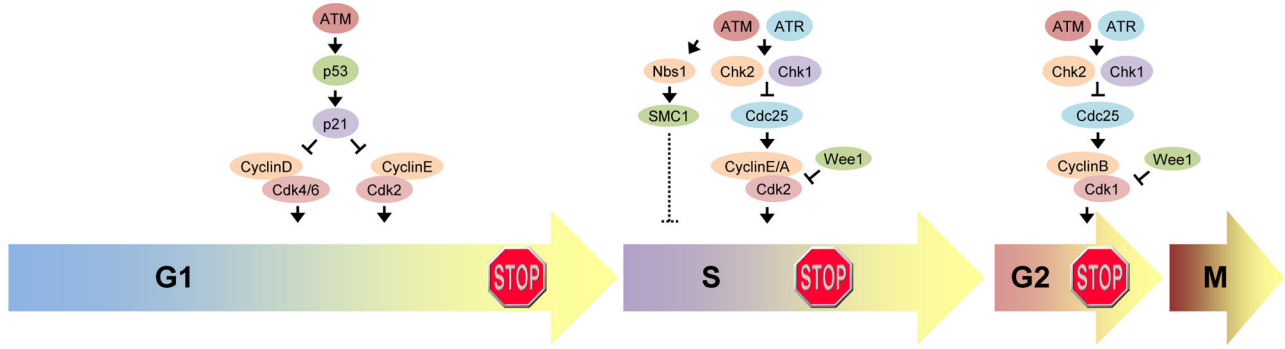 ATM
p53
p21
CyclinD
Cdk4/6
CyclinE
Cdk2
ATM ATR
Nbs1
Chk2 Chk1
SMC1
Cdc25
CyclinE/A
Cdk2
Wee1
ATM ATR
Chk2 Chk1
Cdc25
CyclinB
Cdk1
Wee1
G1 STOP S STOP G2 STOP M